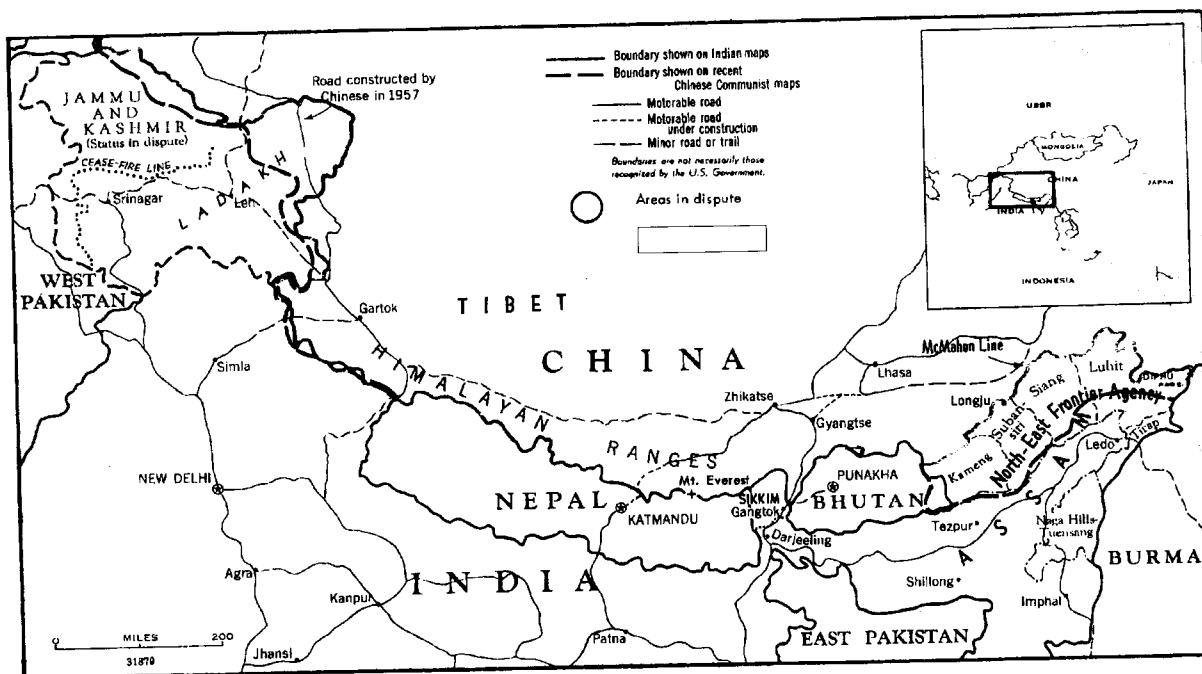 Road constructed by
Chinese in 1957
Boundary shown on Indian maps
Boundary shown on recent
Chinese Communist maps
Motorable road
Motorable road
under construction
Minor road or trail
Boundaries are not necessarily those
recognized by the U.S. Government.
Areas in dispute
USSR
MONGOLIA
CHINA
JAPAN
INDIA
INDONESIA
JAMMU
AND
KASHMIR
(Status in dispute)
CEASE-FIRE LINE
Srinagar
Leh
LADAKH
WEST
PAKISTAN
Gartok
TIBET
CHINA
Simla
HIMALAYAN
RANGES
McMahon Line
Lhasa
Zhikatse
Gyangtse
Longju
Luhit
Siang
Suban
siri
Kameng
North-East Frontier Agency
DIPHU
PASS
Tirap
Ledo
NEW DELHI
NEPAL
Mt. Everest
KATMANDU
SIKKIM
Gangtok
PUNAKHA
BHUTAN
Darjeeling
Tezpur
ASSAM
Naga Hills-
Tuensang
BURMA
Agra
INDIA
Kanpur
Shillong
Imphal
Patna
EAST PAKISTAN
Jhansi
0 MILES 200
31879